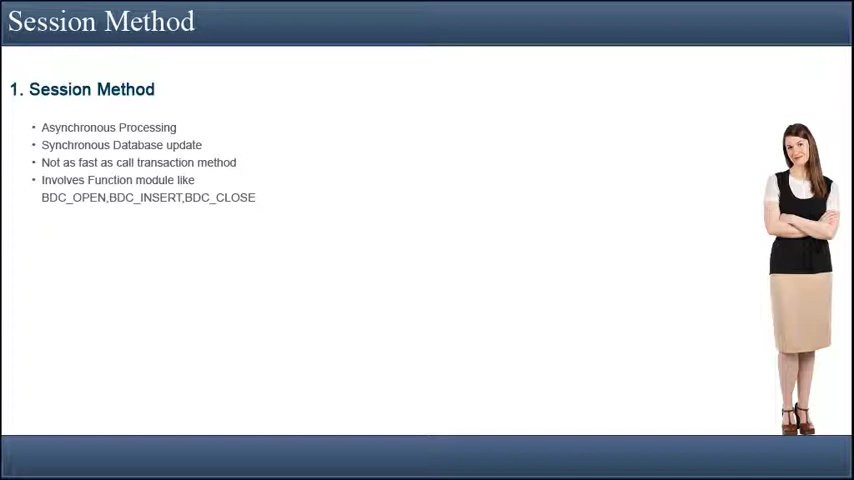 Session Method
1. Session Method
• Asynchronous Processing
• Synchronous Database update
• Not as fast as call transaction method
• Involves Function module like
BDC_OPEN,BDC_INSERT,BDC_CLOSE